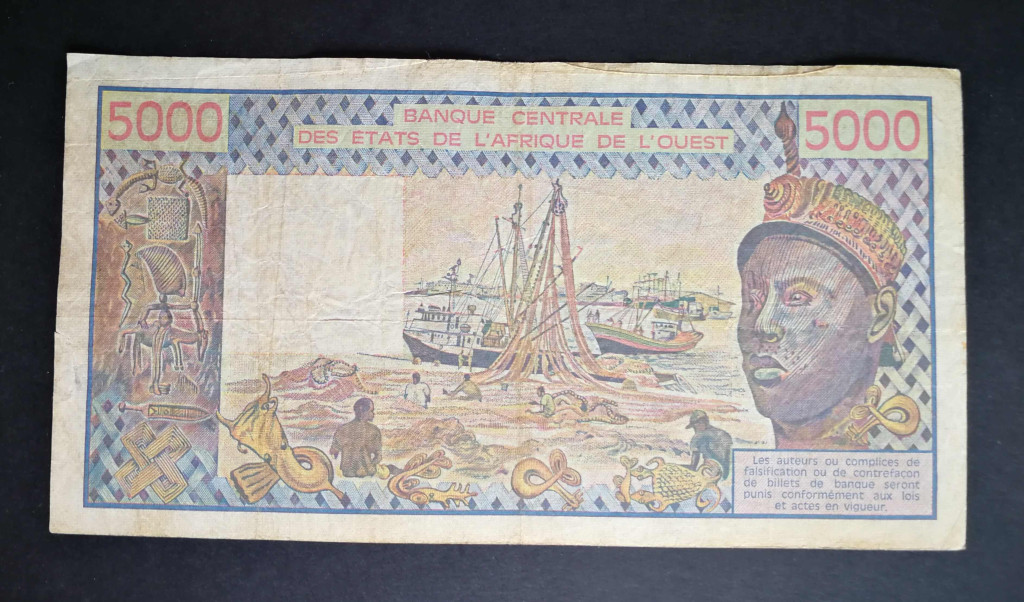 5000
BANQUE CENTRALE
DES ETATS DE L'AFRIQUE DE L'OUEST
5000
Les auteurs ou complices de
falsification ou de contrefaçon
de billets de banque seront
punis conformément aux lois
et actes en vigueur.